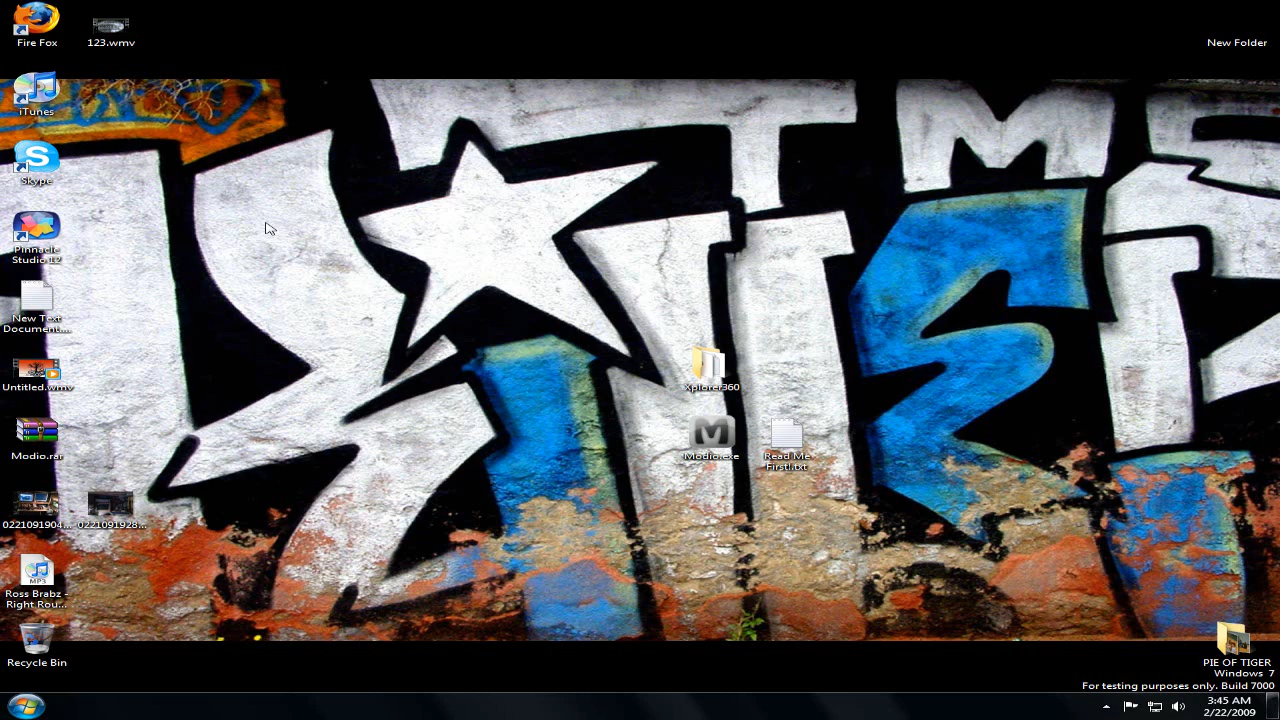 Fire Fox
123.wmv
New Folder
iTunes
Skype
Pinnacle
Studio 12
New Text
Document....
Untitled.wmv
Xplorer360
Modio.rar
Modio.exe
Read Me
First!.txt
0221091904...
0221091928...
MP3
Ross Brabz -
Right Rou...
Recycle Bin
PIE OF TIGER
Windows 7
For testing purposes only. Build 7000
3:45 AM
2/22/2009